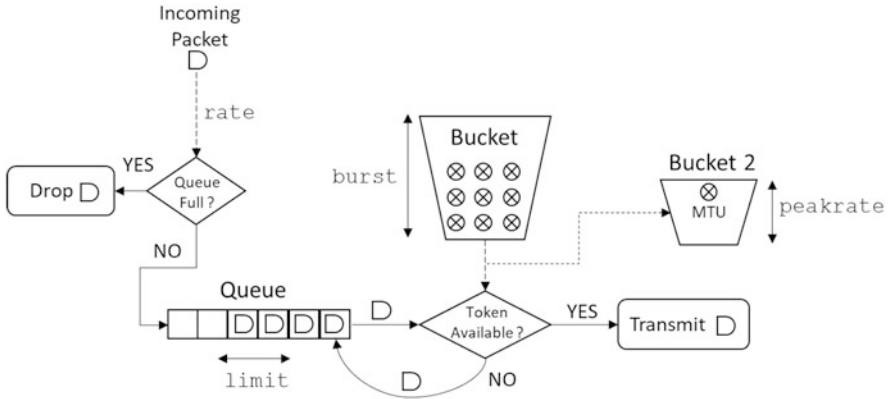 Incoming
Packet
rate
YES
Drop
Queue
Full ?
NO
Queue
limit
burst
Bucket
Bucket 2
MTU
peakrate
Token
Available ?
YES
Transmit
NO